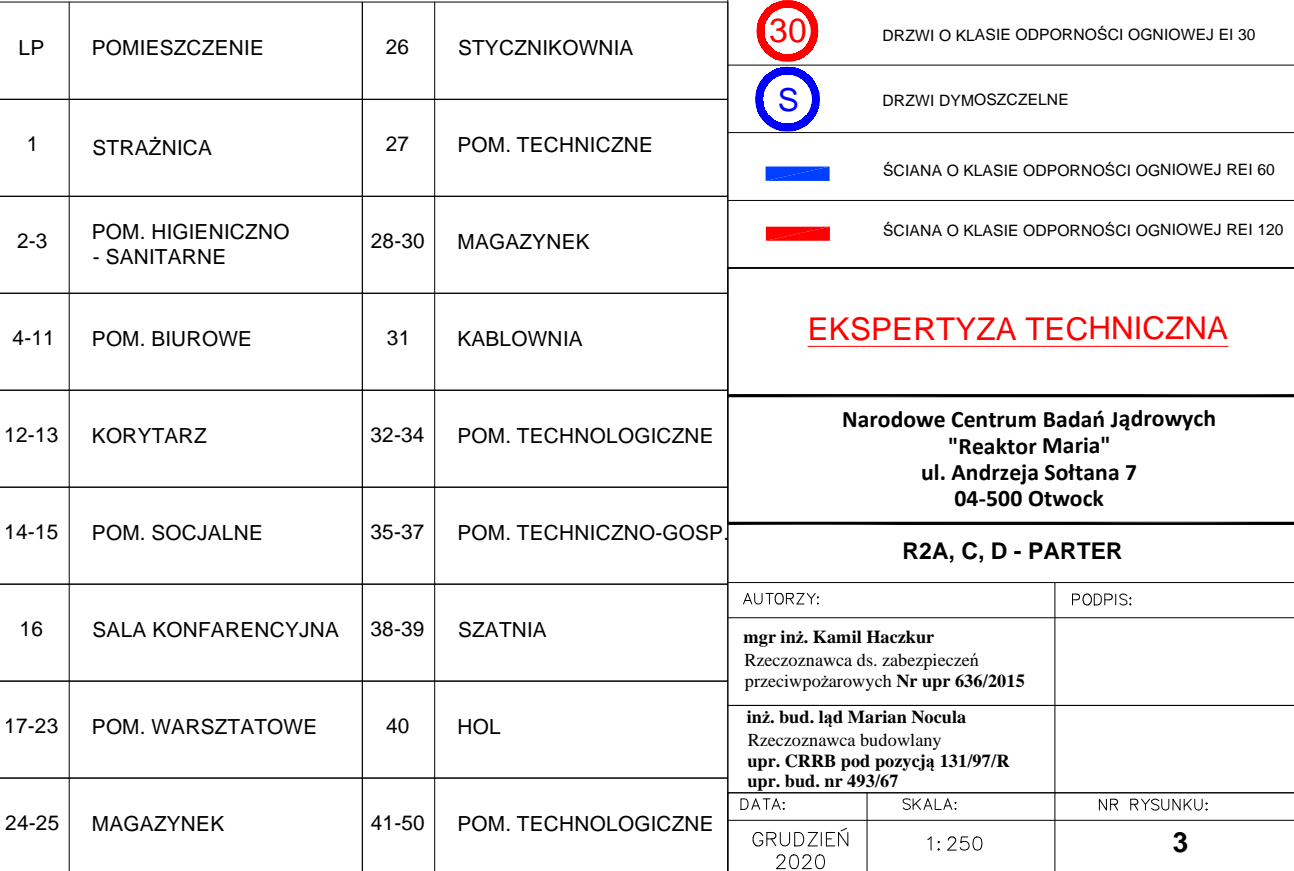 LP POMIESZCZENIE 26 STYCZNIKOWNIA
1 STRAŻNICA 27 POM. TECHNICZNE
2-3 POM. HIGIENICZNO
- SANITARNE 28-30 MAGAZYNEK
4-11 POM. BIUROWE 31 KABLOWNIA
12-13 KORYTARZ 32-34 POM. TECHNOLOGICZNE
14-15 POM. SOCJALNE 35-37 POM. TECHNICZNO-GOSP.
16 SALA KONFARENCYJNA 38-39 SZATNIA
17-23 POM. WARSZTATOWE 40 HOL
24-25 MAGAZYNEK 41-50 POM. TECHNOLOGICZNE
30 DRZWI O KLASIE ODPORNOŚCI OGNIOWEJ EI 30
S DRZWI DYMOSZCZELNE
ŚCIANA O KLASIE ODPORNOŚCI OGNIOWEJ REI 60
ŚCIANA O KLASIE ODPORNOŚCI OGNIOWEJ REI 120
EKSPERTYZA TECHNICZNA
Narodowe Centrum Badań Jądrowych
"Reaktor Maria"
ul. Andrzeja Sołtana 7
04-500 Otwock
R2A, C, D - PARTER
AUTORZY: PODPIS:
mgr inż. Kamil Haczkur
Rzeczoznawca ds. zabezpieczeń
przeciwpożarowych Nr upr 636/2015
inż. bud. ląd Marian Nocula
Rzeczoznawca budowlany
upr. CRRB pod pozycją 131/97/R
upr. bud. nr 493/67
DATA: SKALA: NR RYSUNKU:
GRUDZIEŃ
2020 1:250 3